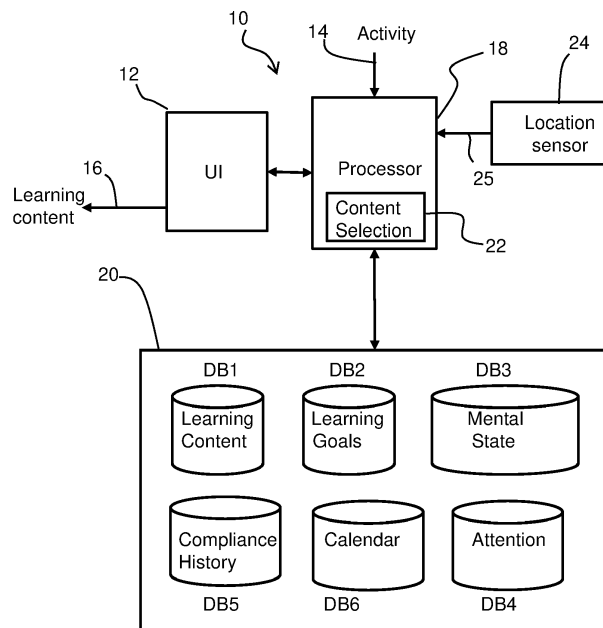 10
14
Activity
18
24
12
Location
sensor
UI
Processor
25
16
Learning
content
Content
Selection
22
20
DB1
DB2
DB3
Learning
Content
Learning
Goals
Mental
State
Compliance
History
Calendar
Attention
DB5
DB6
DB4